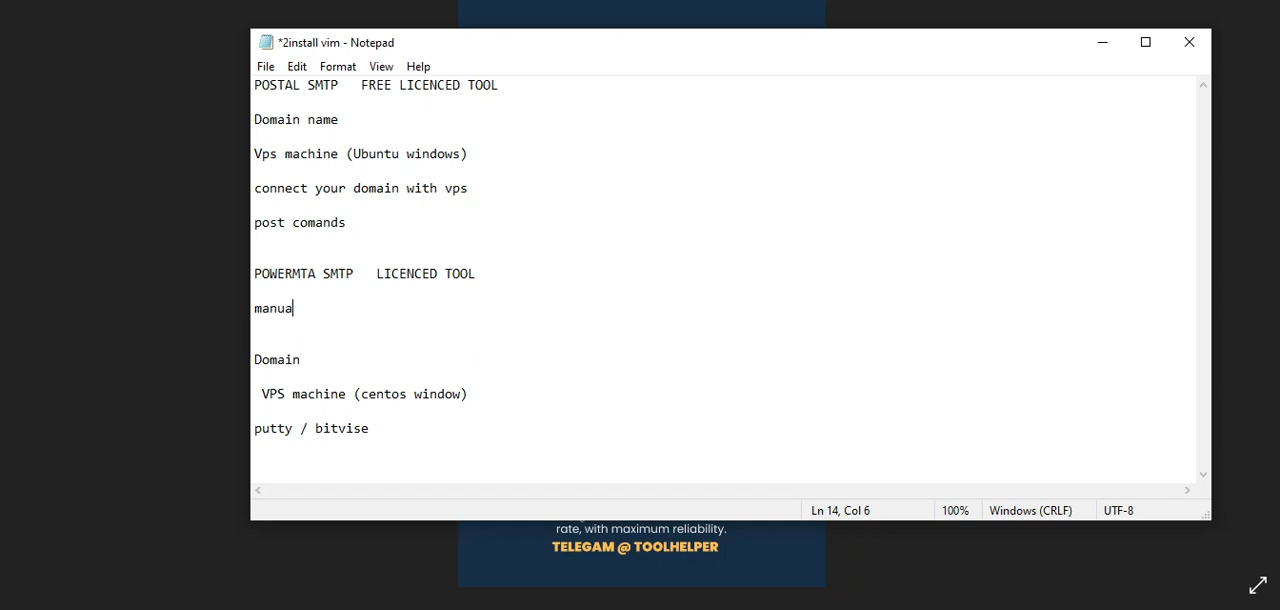 *2install vim - Notepad
File Edit Format View Help
POSTAL SMTP FREE LICENCED TOOL
Domain name
Vps machine (Ubuntu windows)
connect your domain with vps
post comands
POWERMTA SMTP LICENCED TOOL
manua
Domain
VPS machine (centos window)
putty / bitvise
Ln 14, Col 6 100% Windows (CRLF) UTF-8
rate, with maximum reliability.
TELEGAM @ TOOLHELPER